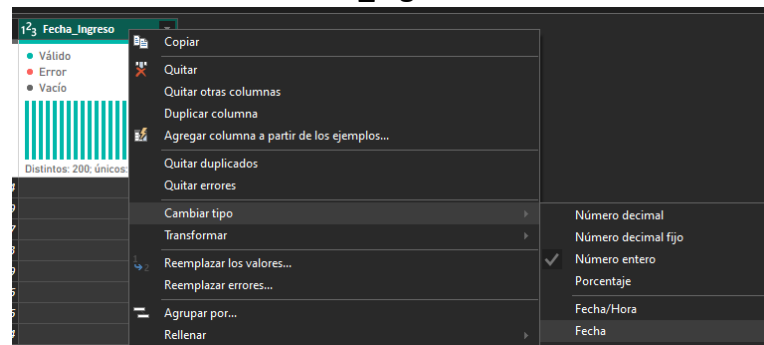 1²3 Fecha_Ingreso
Válido
Error
Vacío
Distintos: 200; únicos:
Copiar
Quitar
Quitar otras columnas
Duplicar columna
Agregar columna a partir de los ejemplos...
Quitar duplicados
Quitar errores
Cambiar tipo
Transformar
Reemplazar los valores...
Reemplazar errores...
Agrupar por...
Rellenar
Número decimal
Número decimal fijo
Número entero
Porcentaje
Fecha/Hora
Fecha